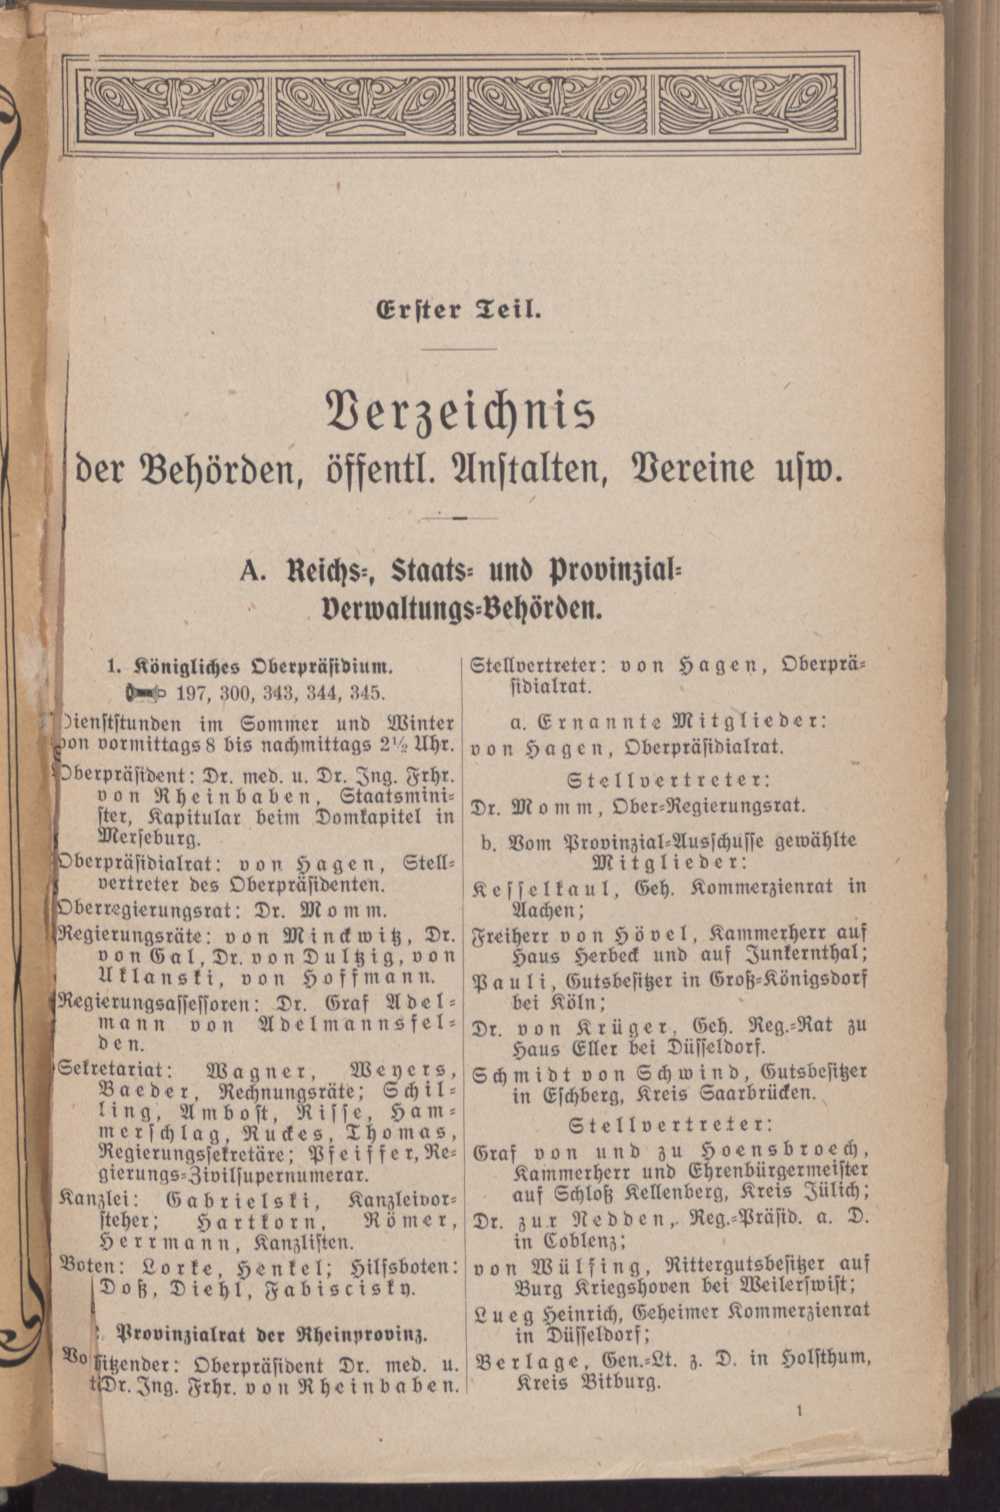 Erster Teil.
Verzeichnis
der Behörden, öffentl. Anstalten, Vereine usw.
A. Reichs-, Staats- und Provinzial-
Verwaltungs-Behörden.
1. Königliches Oberpräsidium.
197, 300, 343, 344, 345.
Dienststunden im Sommer und Winter
von vormittags 8 bis nachmittags 2½ Uhr.
Oberpräsident: Dr. med. u. Dr. Ing. Frhr.
von Rheinbaben, Staatsmini-
ster, Kapitular beim Domkapitel in
Merseburg.
Oberpräsidialrat: von Hagen, Stell-
vertreter des Oberpräsidenten.
Oberregierungsrat: Dr. Momm.
Regierungsräte: von Minckwitz, Dr.
von Gal, Dr. von Dultzig, von
Uklanski, von Hoffmann.
Regierungsassessoren: Dr. Graf Adel-
mann von Adelmannsfel-
den.
Sekretariat: Wagner, Weyers,
Baeder, Rechnungsräte; Schil-
ling, Ambost, Risse, Ham-
merschlag, Ruckes, Thomas,
Regierungssekretäre; Pfeiffer, Re-
gierungs-Zivilsupernumerar.
Kanzlei: Gabrielski, Kanzleivor-
steher; Hartkorn, Römer,
Herrmann, Kanzlisten.
Boten: Lorke, Henkel; Hilfsboten:
Doß, Diehl, Fabiscisky.
Provinzialrat der Rheinprovinz.
Vorsitzender: Oberpräsident Dr. med. u.
Dr. Ing. Frhr. von Rheinbaben.
Stellvertreter: von Hagen, Oberprä-
sidialrat.
a. Ernannte Mitglieder:
von Hagen, Oberpräsidialrat.
Stellvertreter:
Dr. Momm, Ober-Regierungsrat.
b. Vom Provinzial-Ausschusse gewählte
Mitglieder:
Kesselkaul, Geh. Kommerzienrat in
Aachen;
Freiherr von Hövel, Kammerherr auf
Haus Herbeck und auf Junkernthal;
Pauli, Gutsbesitzer in Groß-Königsdorf
bei Köln;
Dr. von Krüger, Geh. Reg.-Rat zu
Haus Eller bei Düsseldorf.
Schmidt von Schwind, Gutsbesitzer
in Eschberg, Kreis Saarbrücken.
Stellvertreter:
Graf von und zu Hoensbroech,
Kammerherr und Ehrenbürgermeister
auf Schloß Kellenberg, Kreis Jülich;
Dr. zur Nedden, Reg.-Präsid. a. D.
in Coblenz;
von Wülfing, Rittergutsbesitzer auf
Burg Kriegshoven bei Weilerswist;
Lueg Heinrich, Geheimer Kommerzienrat
in Düsseldorf;
Berlage, Gen.-Lt. z. D. in Holsthum,
Kreis Bitburg.
1